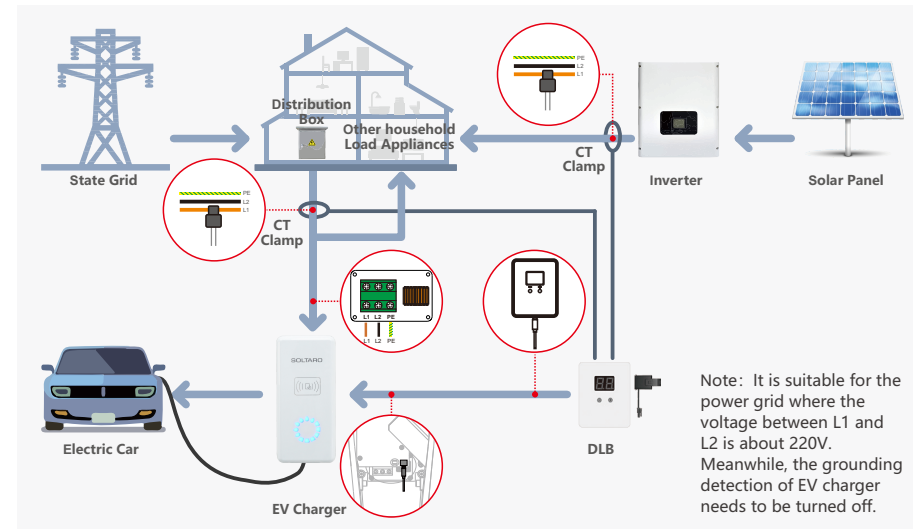 PE
L2
L1
Distribution
Box
Other household
Load Appliances
CT
Clamp
State Grid
Inverter
Solar Panel
PE
L2
L1
CT
Clamp
L1 L2 PE
L1 L2 PE
SOLTARO
88
Note: It is suitable for the
power grid where the
voltage between L1 and
L2 is about 220V.
Meanwhile, the grounding
detection of EV charger
needs to be turned off.
Electric Car
DLB
EV Charger